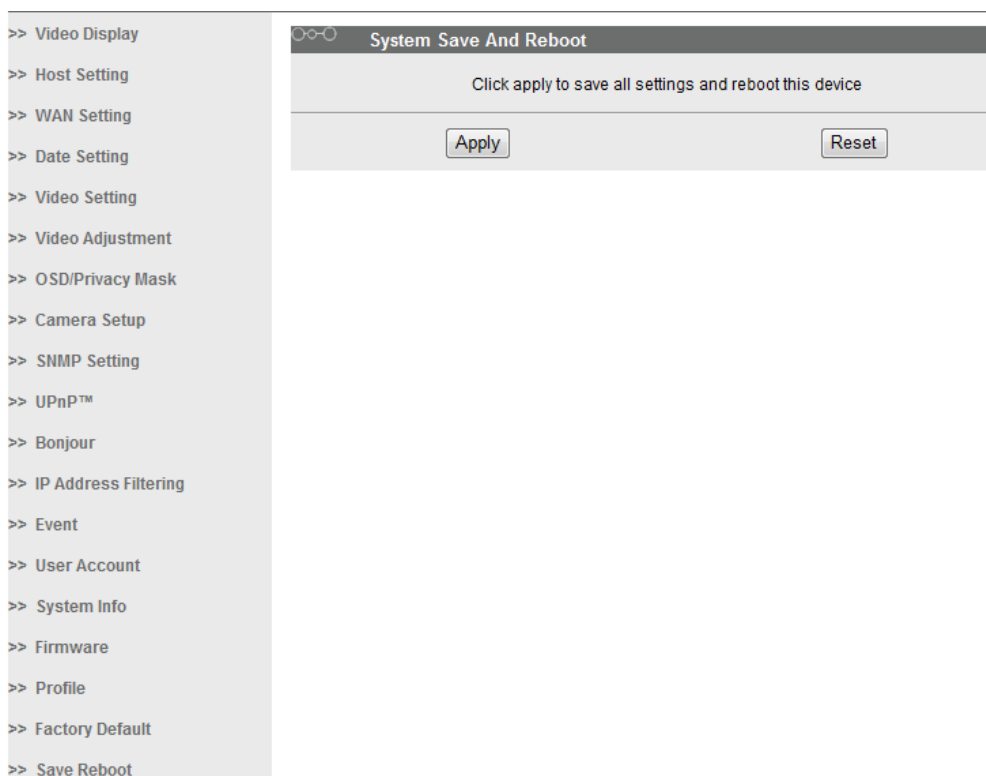 >> Video Display
>> Host Setting
>> WAN Setting
>> Date Setting
>> Video Setting
>> Video Adjustment
>> OSD/Privacy Mask
>> Camera Setup
>> SNMP Setting
>> UPnP™
>> Bonjour
>> IP Address Filtering
>> Event
>> User Account
>> System Info
>> Firmware
>> Profile
>> Factory Default
>> Save Reboot
System Save And Reboot
Click apply to save all settings and reboot this device
Apply
Reset